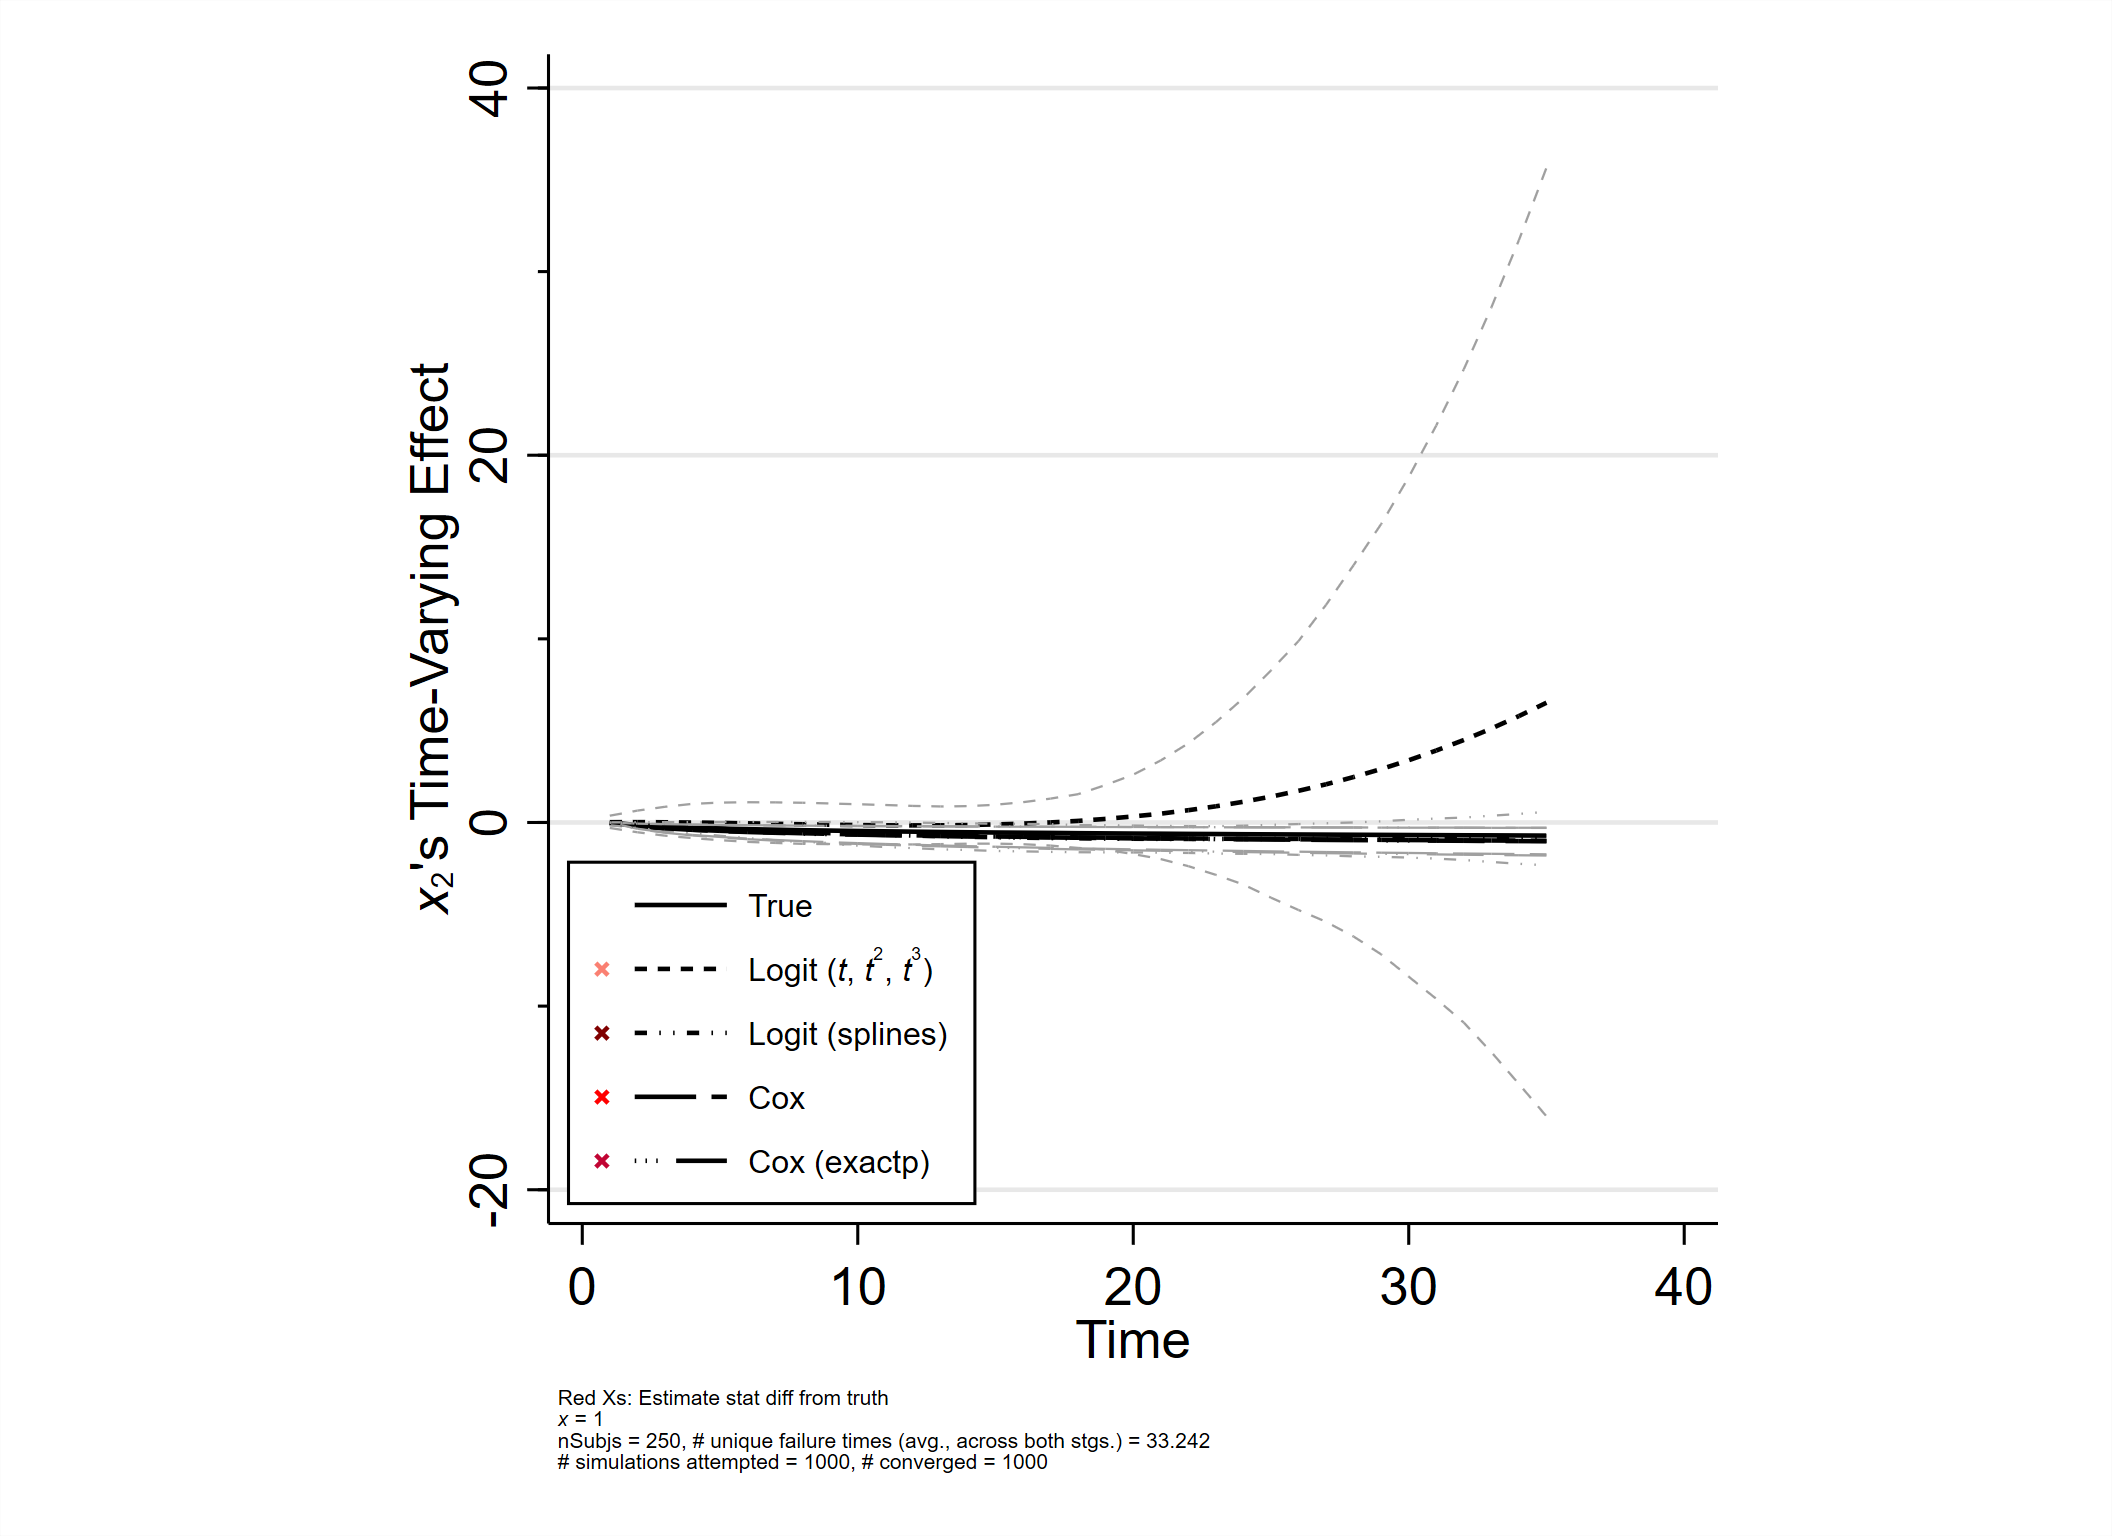 40
20
0
-20
x2's Time-Varying Effect
True
Logit (t, t2, t3)
Logit (splines)
Cox
Cox (exactp)
0 10 20 30 40
Time
Red Xs: Estimate stat diff from truth
x = 1
nSubjs = 250, # unique failure times (avg., across both stgs.) = 33.242
# simulations attempted = 1000, # converged = 1000